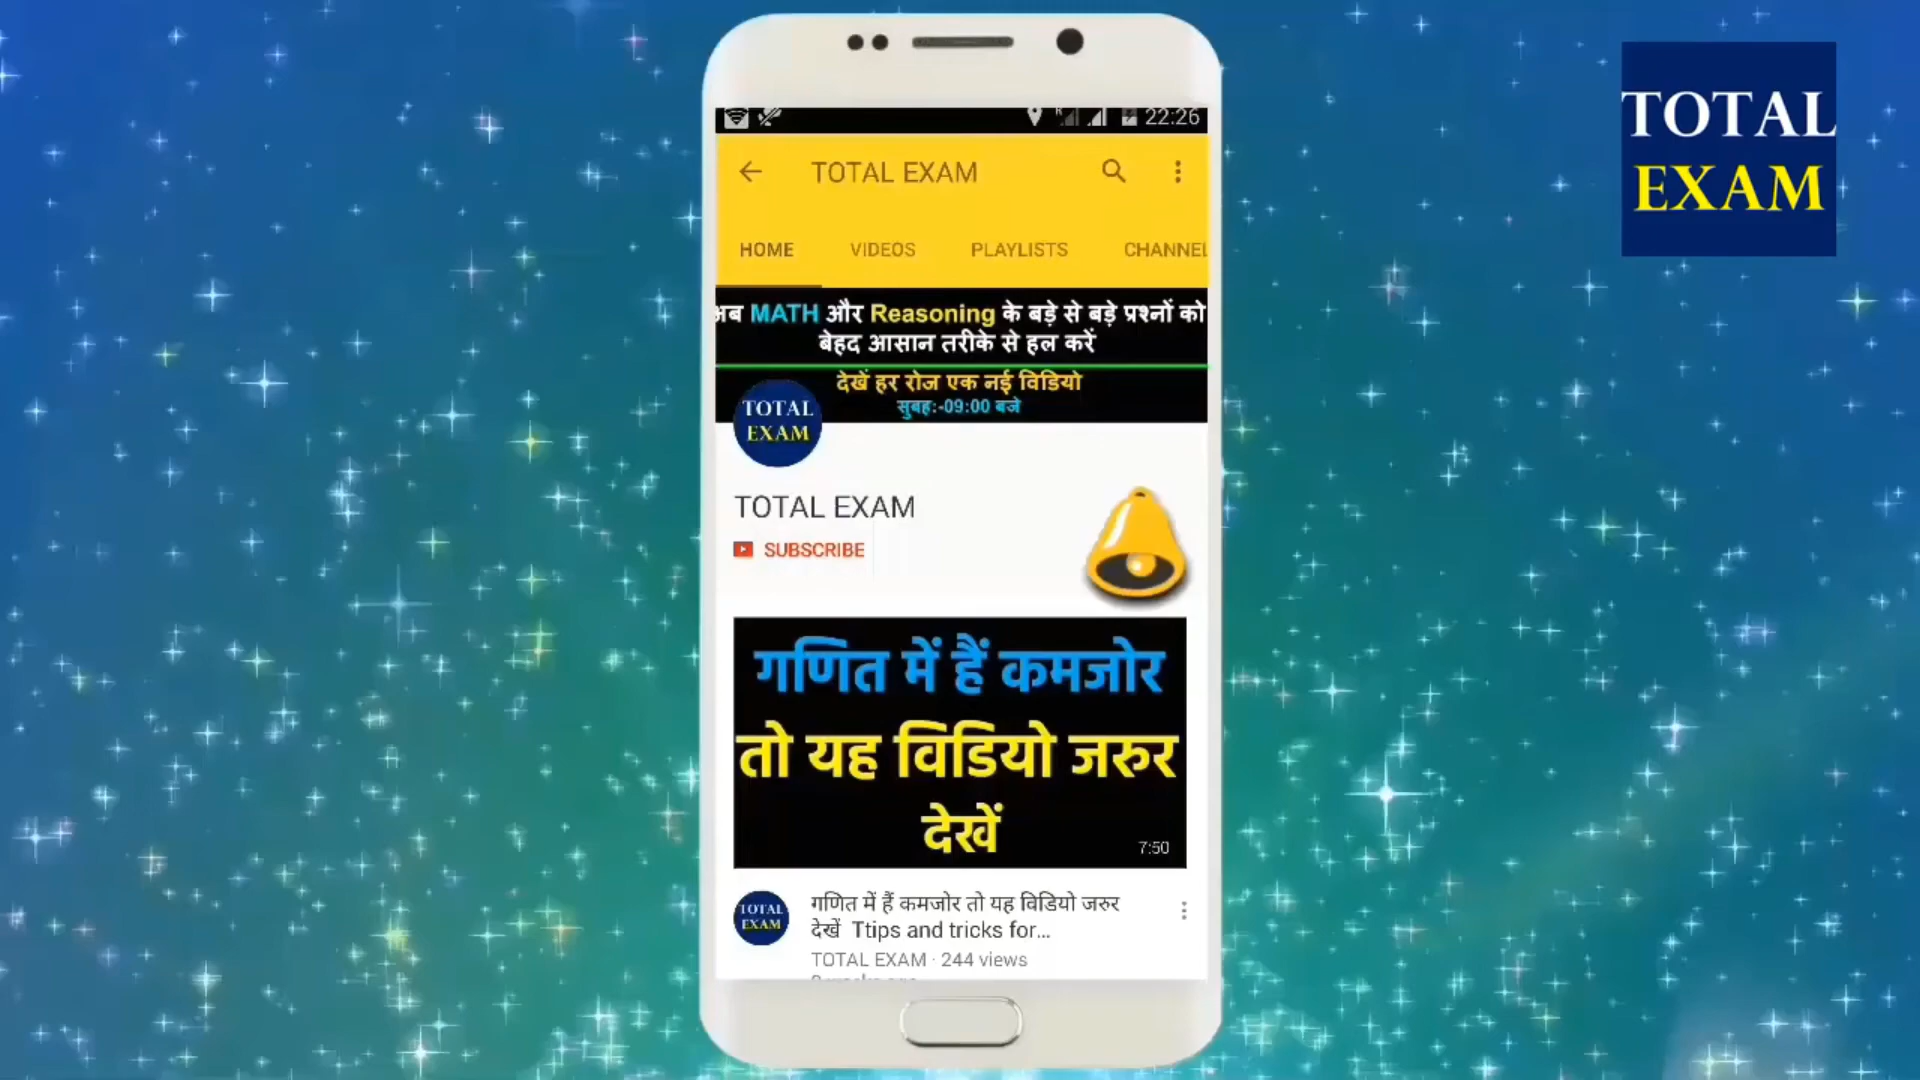 22:26
TOTAL EXAM
HOME VIDEOS PLAYLISTS CHANNEL
अब MATH और Reasoning के बड़े से बड़े प्रश्नों को
बेहद आसान तरीके से हल करें
देखें हर रोज एक नई विडियो
सुबह:-09:00 बजे
TOTAL
EXAM
TOTAL EXAM
SUBSCRIBE
गणित में हैं कमजोर
तो यह विडियो जरुर
देखें
7:50
TOTAL
EXAM
गणित में हैं कमजोर तो यह विडियो जरुर
देखें Ttips and tricks for...
TOTAL EXAM · 244 views
TOTAL
EXAM